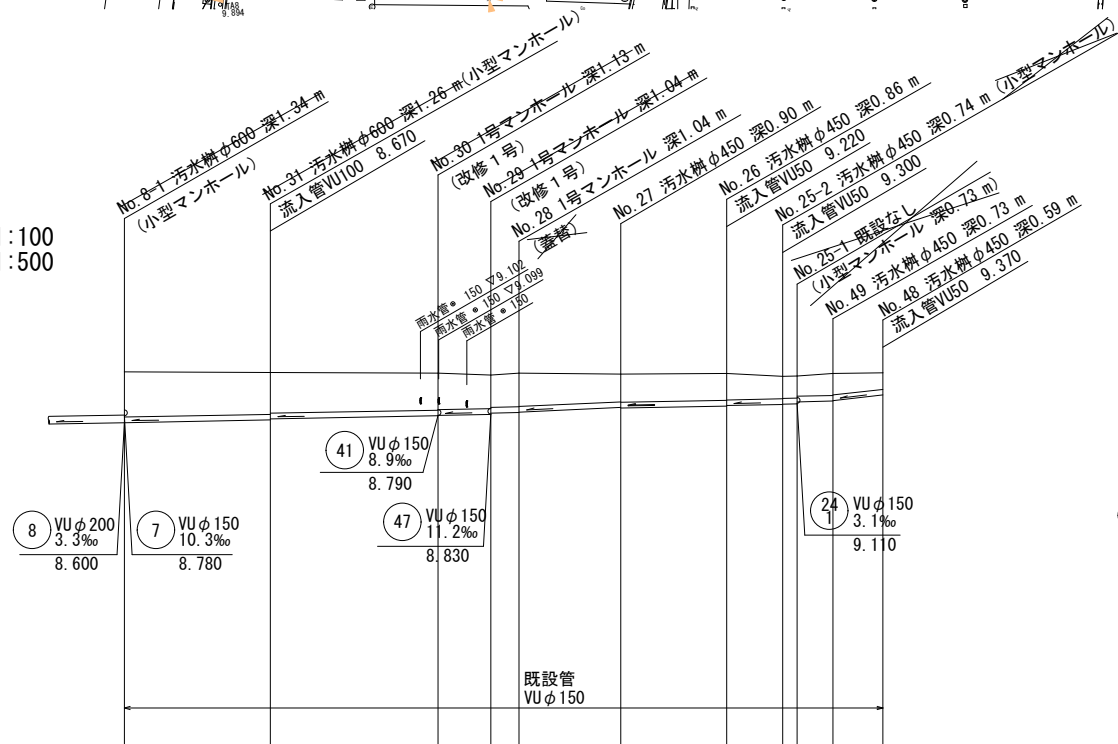 9.894
:100
:500
No.8-1 汚水桝φ600 深1.34 m
(小型マンホール)
No.31 汚水桝φ600 深1.26 m(小型マンホール)
流入管VU100 8.670
No.30 1号マンホール 深1.13 m
(改修1号)
No.29 1号マンホール 深1.04 m
(改修1号)
No.28 1号マンホール 深1.04 m
(蓋替)
No.27 汚水桝φ450 深0.90 m
No.26 汚水桝φ450 深0.86 m
流入管VU50 9.220
No.25-2 汚水桝φ450 深0.74 m (小型マンホール)
流入管VU50 9.300
No.25-1 既設なし
(小型マンホール 深0.73 m)
No.49 汚水桝φ450 深0.73 m
No.48 汚水桝φ450 深0.59 m
流入管VU50 9.370
雨水管 150 ▽9.102
雨水管 150 ▽9.099
雨水管 150
41 VUφ150
8.9‰
8.790
8 VUφ200
3.3‰
8.600
7 VUφ150
10.3‰
8.780
47 VUφ150
11.2‰
8.830
24
1
VUφ150
3.1‰
9.110
既設管
VUφ150